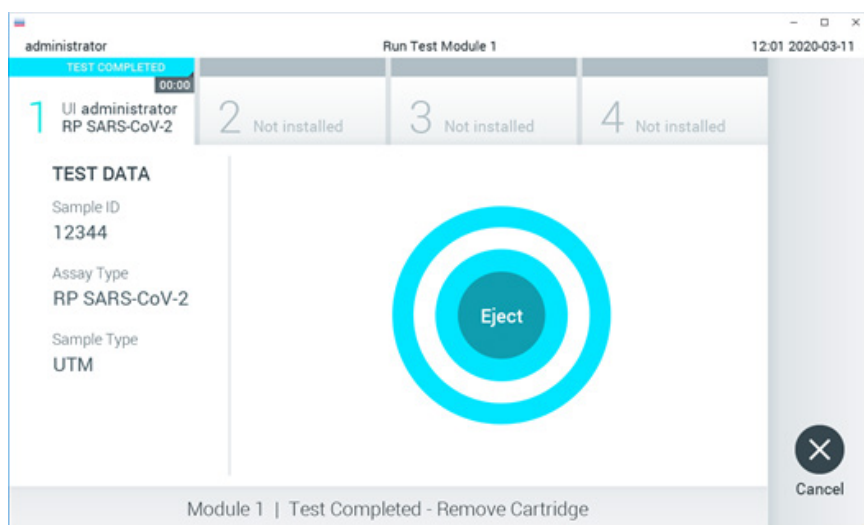 administrator Run Test Module 1 12:01 2020-03-11
TEST COMPLETED
00:00
1 UI administrator
RP SARS-CoV-2
2 Not installed
3 Not installed
4 Not installed
TEST DATA
Sample ID
12344
Assay Type
RP SARS-CoV-2
Sample Type
UTM
Eject
Cancel
Module 1 | Test Completed - Remove Cartridge